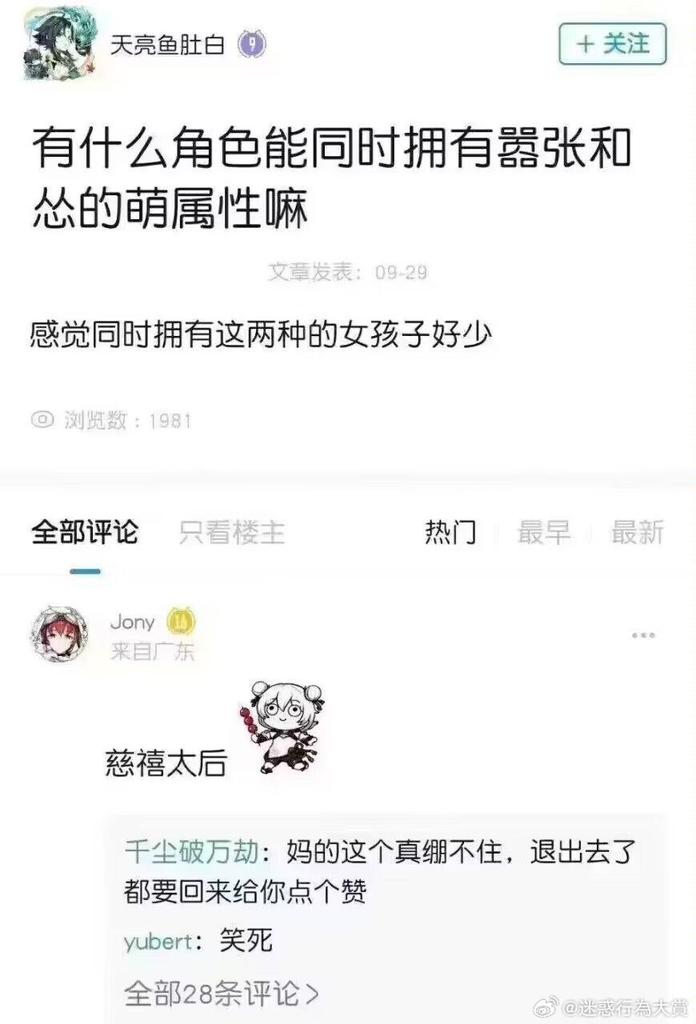 天亮鱼肚白 9
+ 关注
有什么角色能同时拥有嚣张和
怂的萌属性嘛
文章发表：09-29
感觉同时拥有这两种的女孩子好少
浏览数：1981
全部评论 只看楼主 热门 最早 最新
Jony 16
来自广东
慈禧太后
千尘破万劫：妈的这个真绷不住，退出去了
都要回来给你点个赞
yubert：笑死
全部28条评论>
@迷惑行為大賞